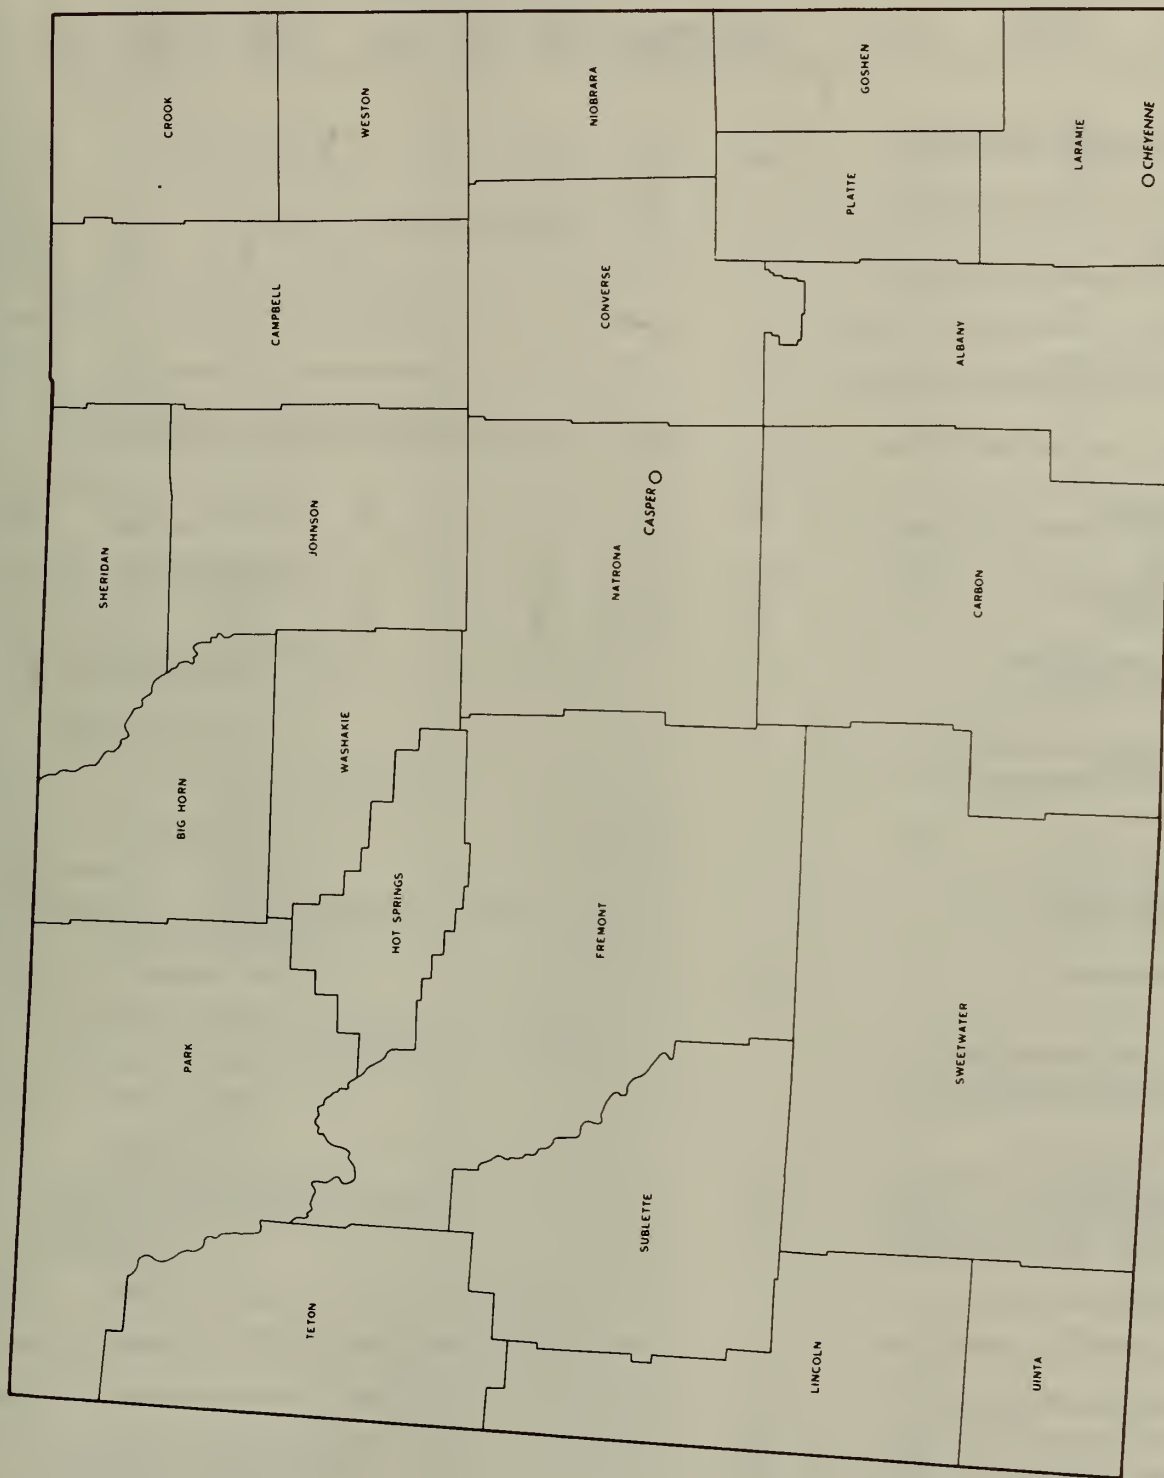 SHERIDAN
CROOK
PARK
BIG HORN
CAMPBELL
TETON
JOHNSON
WASHAKIE
WESTON
HOT SPRINGS
NIOBRARA
FREMONT
CONVERSE
NATRONA
SUBLETTE
CASPER
LINCOLN
PLATTE
GOSHEN
SWEETWATER
ALBANY
CARBON
UINTA
LARAMIE
CHEYENNE